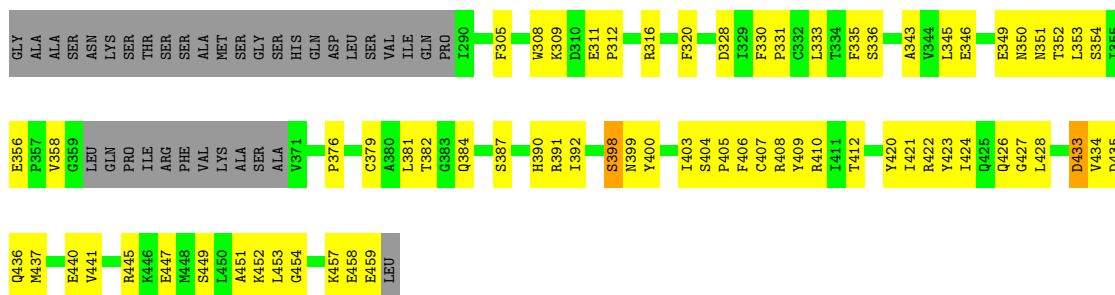 GLY ALA ALA SER ASN LYS THR SER SER SER ALA MET SER GLY SER HIS GLN ASP LEU SER VAL ILE GLN PRO I290 F305 W308 K309 D310 E311 P312 R316 F320 D328 I329 F330 P331 C332 L333 T334 F335 S336 A343 V344 L345 E346 E349 N350 N351 T352 L353 S354
E356 P357 V358 G359 LEU GLN PRO ILE ARG PHE VAL LYS ALA SER ALA V371 P376 C379 A380 L381 T382 G383 Q384 S387 H390 R391 I392 S398 N399 Y400 I403 S404 P405 F406 C407 R408 Y409 R410 I411 T412 Y420 I421 R422 Y423 I424 Q425 Q426 G427 L428 D433 V434
Q436 M437 E440 V441 R445 K446 E447 M448 S449 L450 A451 K452 L453 G454 K457 E458 E459 LEU